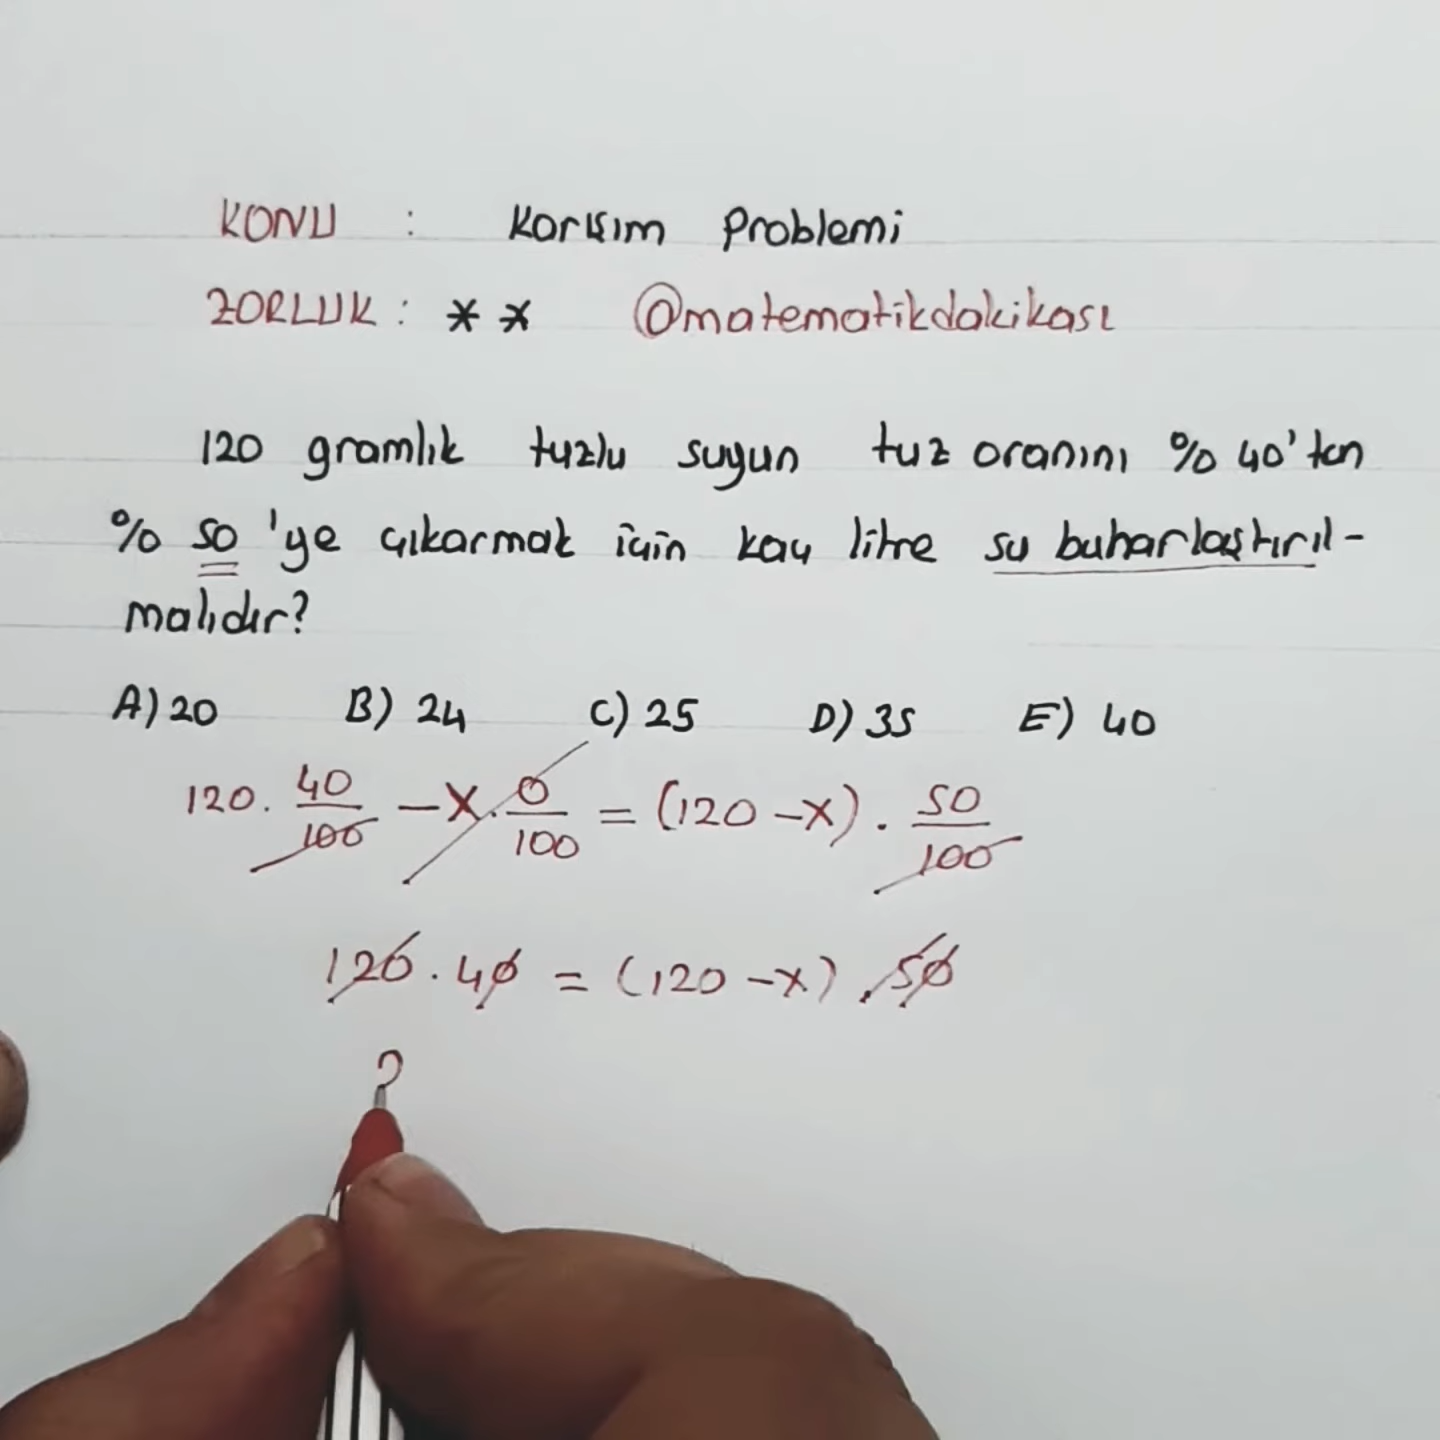 KONU : Karışım Problemi
ZORLUK : * * @matematikdakikası
120 gramlık tuzlu suyun tuz oranını % 40'tan
% 50 'ye çıkarmak için kaç litre su buharlaştırıl-
malıdır?
A) 20 B) 24 C) 25 D) 35 E) 40
120 . 40/100 - x . 0/100 = (120 - x) . 50/100
120 . 40 = (120 - x) . 50